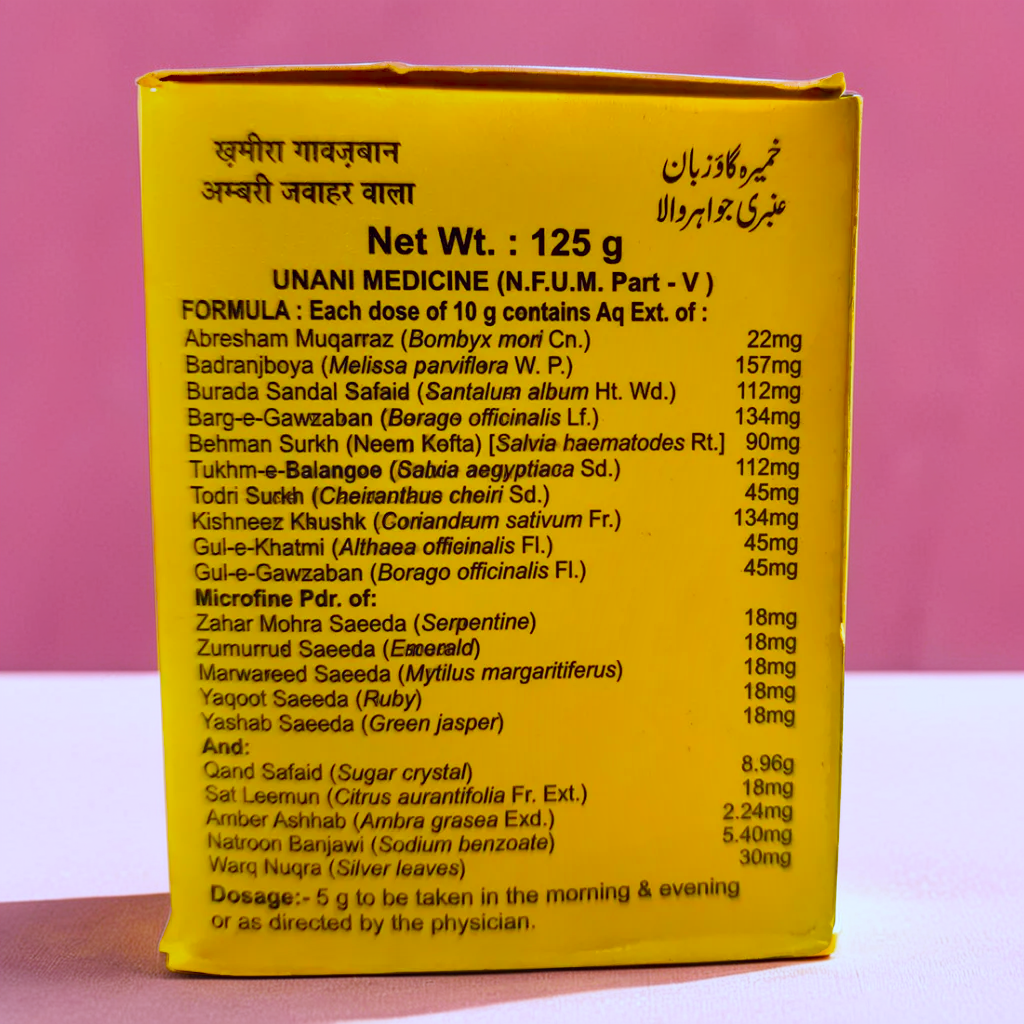 ख़मीरा गावज़बान
अम्बरी जवाहर वाला
خمیرہ گاؤزبان
عنبری جواہر والا
Net Wt. : 125 g
UNANI MEDICINE (N.F.U.M. Part - V )
FORMULA : Each dose of 10 g contains Aq Ext. of :
Abresham Muqarraz (Bombyx mori Cn.) 22mg
Badranjboya (Melissa parviflora W. P.) 157mg
Burada Sandal Safaid (Santalum album Ht. Wd.) 112mg
Barg-e-Gawzaban (Borago officinalis Lf.) 134mg
Behman Surkh (Neem Kofta) [Salvia haematodes Rt.] 90mg
Tukhm-e-Balangoo (Salvia aegyptiaca Sd.) 112mg
Todri Surkh (Cheiranthus cheiri Sd.) 45mg
Kishneez Khushk (Coriandrum sativum Fr.) 134mg
Gul-e-Khatmi (Althaea officinalis Fl.) 45mg
Gul-e-Gawzaban (Borago officinalis Fl.) 45mg
Microfine Pdr. of:
Zahar Mohra Saeeda (Serpentine) 18mg
Zumurrud Saeeda (Emerald) 18mg
Marwareed Saeeda (Mytilus margaritiferus) 18mg
Yaqoot Saeeda (Ruby) 18mg
Yashab Saeeda (Green jasper) 18mg
And:
Qand Safaid (Sugar crystal) 8.96g
Sat Leemun (Citrus aurantifolia Fr. Ext.) 18mg
Amber Ashhab (Ambra grasea Exd.) 2.24mg
Natroon Banjawi (Sodium benzoate) 5.40mg
Warq Nuqra (Silver leaves) 30mg
Dosage:- 5 g to be taken in the morning & evening
or as directed by the physician.